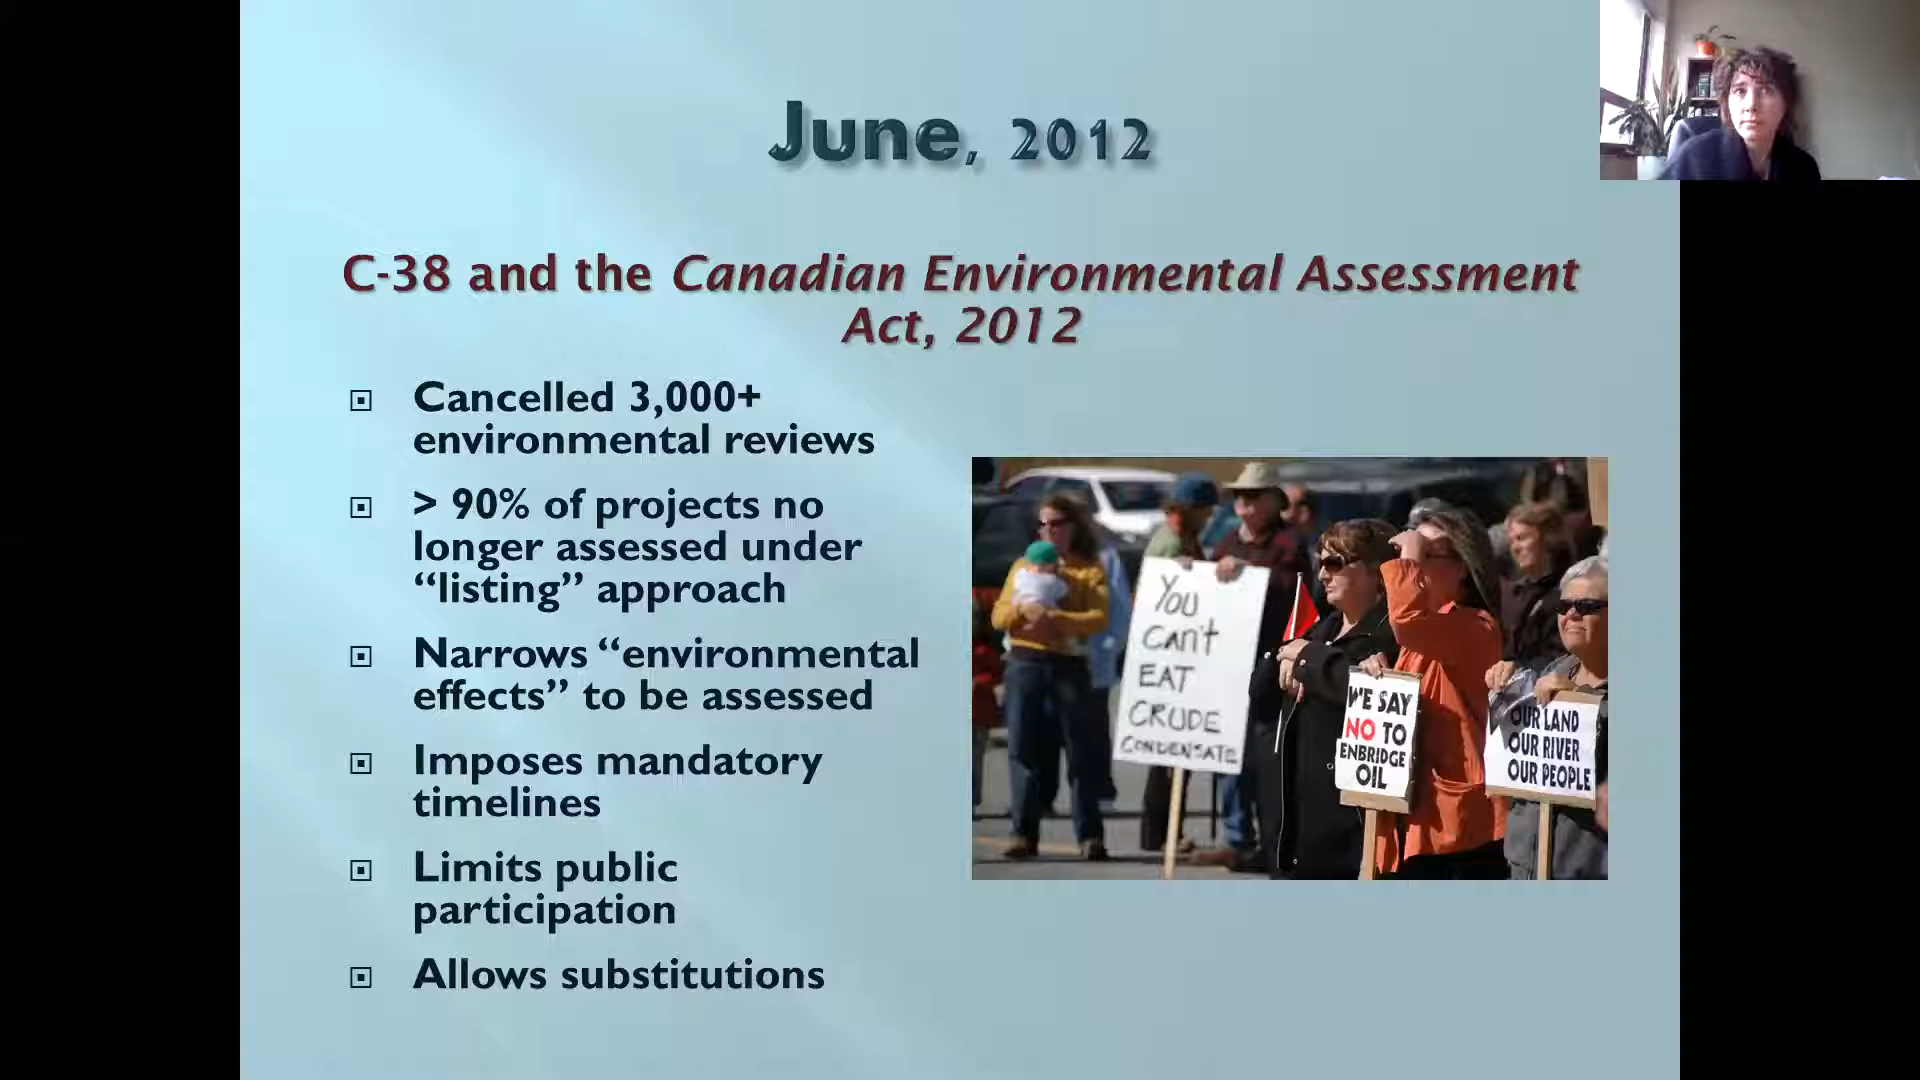 June, 2012
C-38 and the Canadian Environmental Assessment
Act, 2012
Cancelled 3,000+
environmental reviews
> 90% of projects no
longer assessed under
“listing” approach
Narrows “environmental
effects” to be assessed
Imposes mandatory
timelines
Limits public
participation
Allows substitutions
You
Can't
EAT
CRUDE
CONDENSATE
WE SAY
NO TO
ENBRIDGE
OIL
OUR LAND
OUR RIVER
OUR PEOPLE